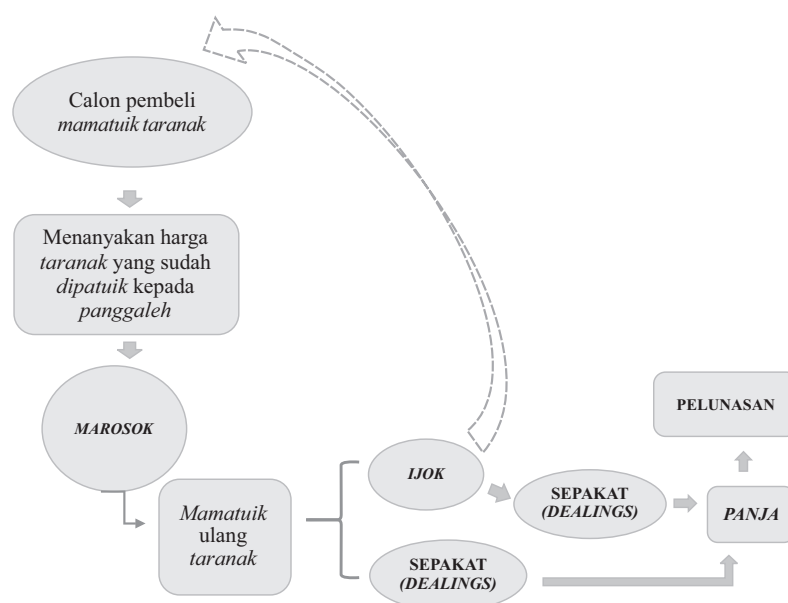 Calon pembeli
mamatuik taranak
Menanyakan harga
taranak yang sudah
dipatuik kepada
panggaleh
MAROSOK
Mamatuik
ulang
taranak
IJOK
SEPAKAT
(DEALINGS)
SEPAKAT
(DEALINGS)
PANJA
PELUNASAN